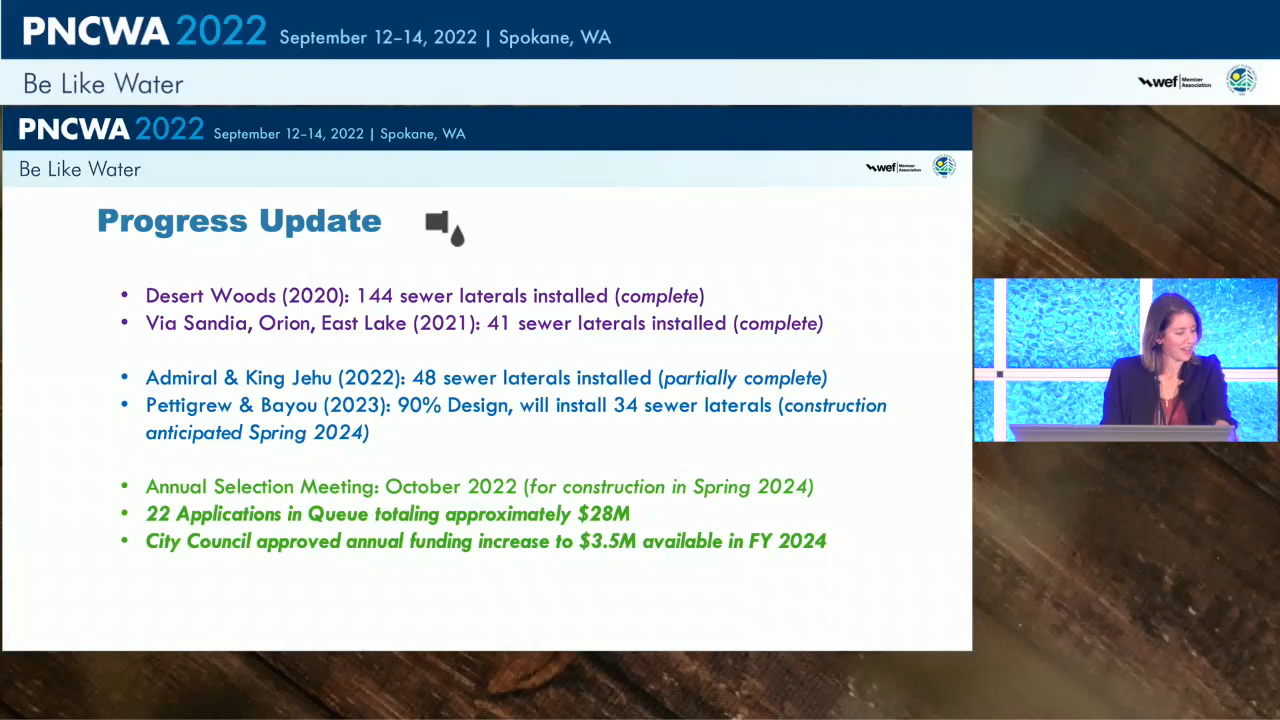 PNCWA 2022 September 12–14, 2022 | Spokane, WA
Be Like Water
wef Member Association
PNCWA 2022 September 12–14, 2022 | Spokane, WA
Be Like Water
wef Member Association
Progress Update
• Desert Woods (2020): 144 sewer laterals installed (complete)
• Via Sandia, Orion, East Lake (2021): 41 sewer laterals installed (complete)
• Admiral & King Jehu (2022): 48 sewer laterals installed (partially complete)
• Pettigrew & Bayou (2023): 90% Design, will install 34 sewer laterals (construction
anticipated Spring 2024)
• Annual Selection Meeting: October 2022 (for construction in Spring 2024)
• 22 Applications in Queue totaling approximately $28M
• City Council approved annual funding increase to $3.5M available in FY 2024